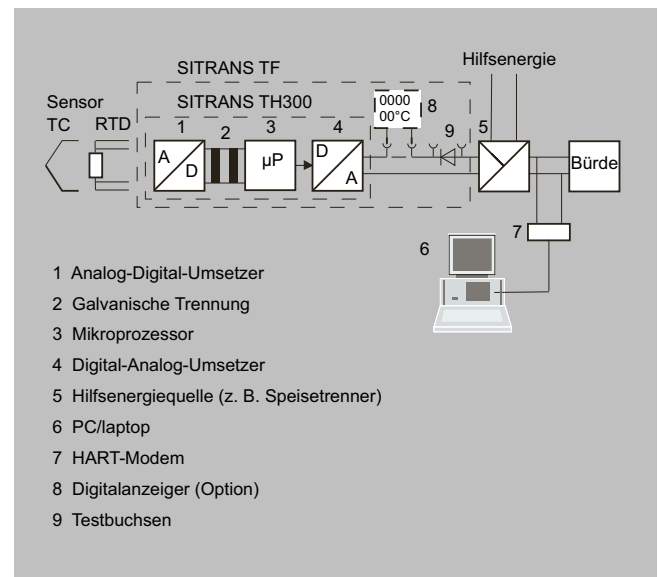 Hilfsenergie
SITRANS TF
Sensor
SITRANS TH300
0000
00°C
8
TC
RTD
1
2
3
4
9
5
A
D
µP
D
A
Bürde
7
6
1 Analog-Digital-Umsetzer
2 Galvanische Trennung
3 Mikroprozessor
4 Digital-Analog-Umsetzer
5 Hilfsenergiequelle (z. B. Speisetrenner)
6 PC/laptop
7 HART-Modem
8 Digitalanzeiger (Option)
9 Testbuchsen